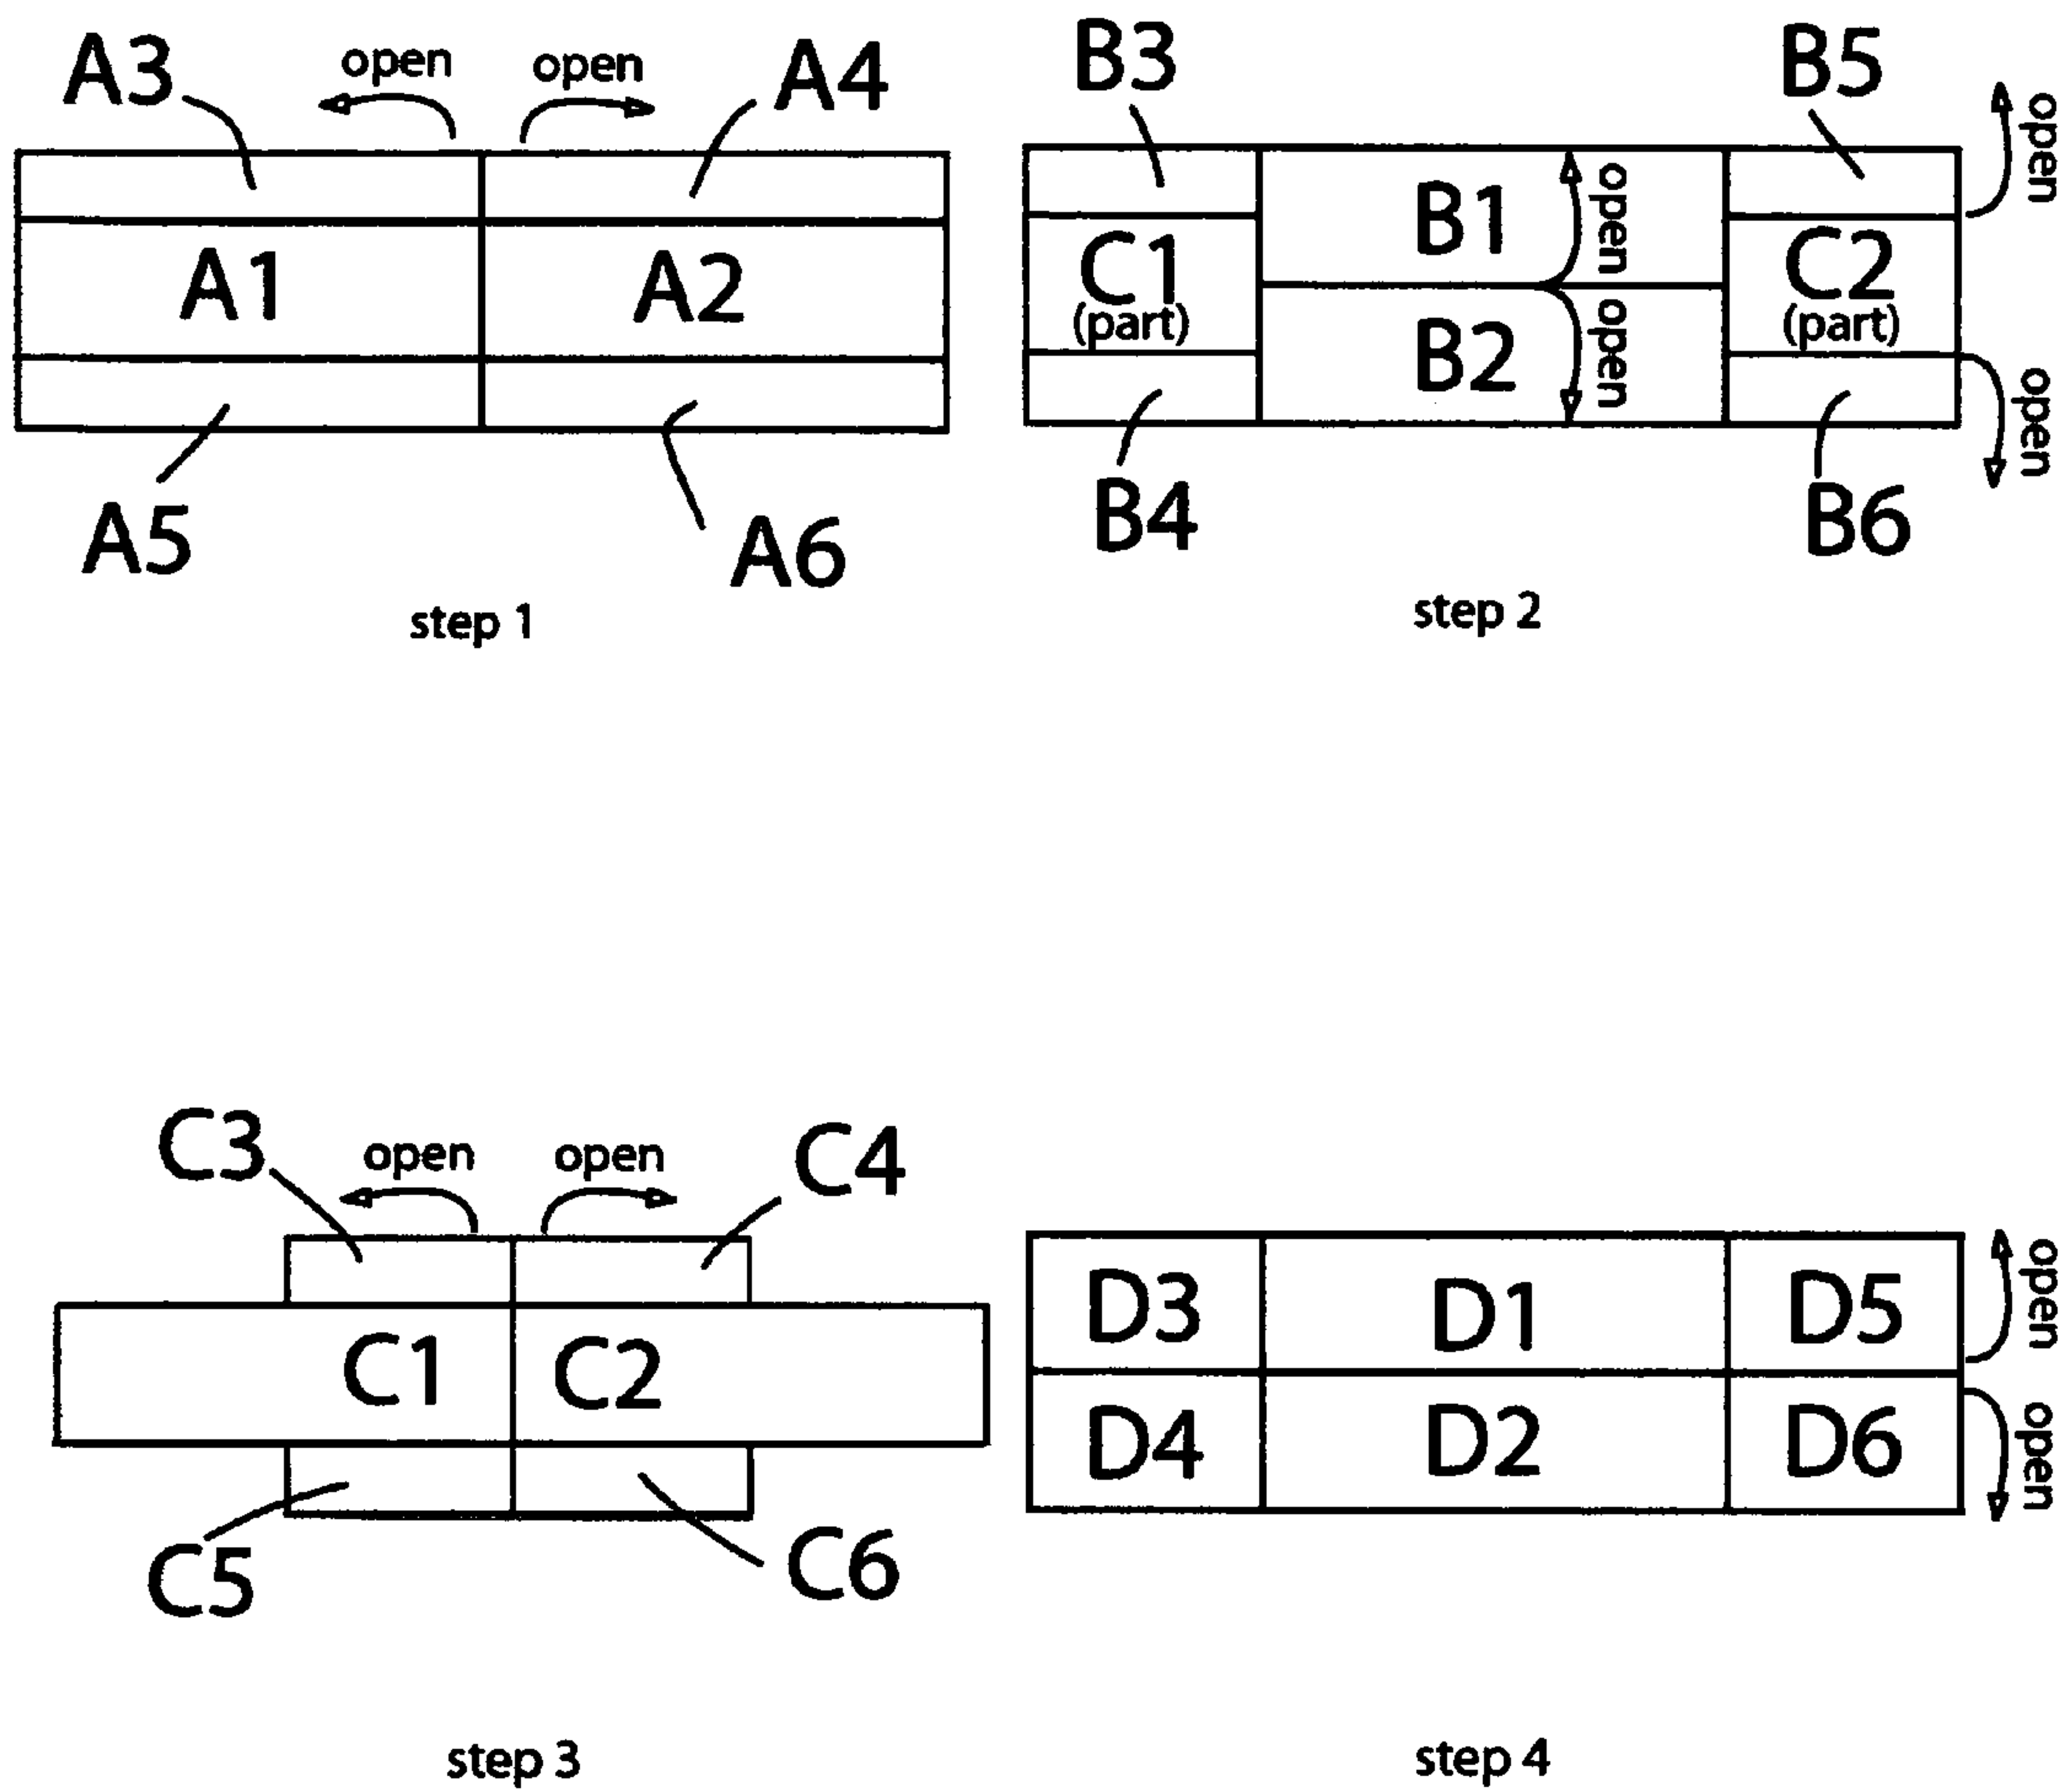 A3 open open A4
A1 A2
A5 A6
step 1
B3 B5 open
B1 open
C1 C2
(part) (part)
B2 open open
B4 B6
step 2
C3 open open C4
C1 C2
C5 C6
step 3
D3 D1 D5 open
D4 D2 D6 open
step 4